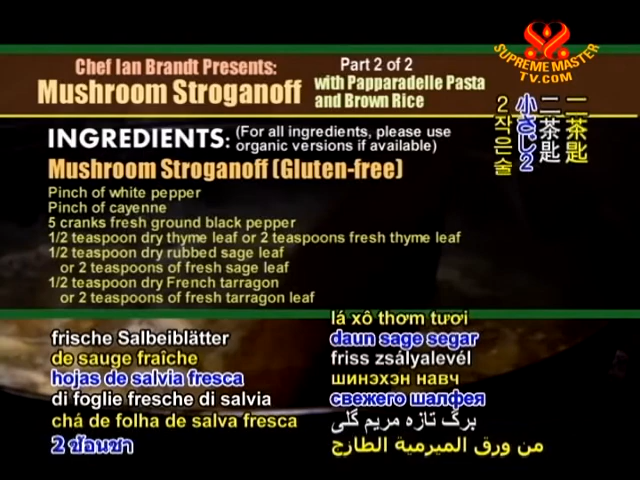 Chef Ian Brandt Presents:
Mushroom Stroganoff
Part 2 of 2
with Papparadelle Pasta
and Brown Rice
SUPREME MASTER
TV.COM
INGREDIENTS:
(For all ingredients, please use
organic versions if available)
Mushroom Stroganoff (Gluten-free)
Pinch of white pepper
Pinch of cayenne
5 cranks fresh ground black pepper
1/2 teaspoon dry thyme leaf or 2 teaspoons fresh thyme leaf
1/2 teaspoon dry rubbed sage leaf
or 2 teaspoons of fresh sage leaf
1/2 teaspoon dry French tarragon
or 2 teaspoons of fresh tarragon leaf
二茶匙
二茶匙
小さじ2
2 작은술
frische Salbeiblätter
de sauge fraîche
hojas de salvia fresca
di foglie fresche di salvia
chá de folha de salva fresca
2 ช้อนชา
lá xô thơm tươi
daun sage segar
friss zsályalevél
шинэхэн навч
свежего шалфея
برگ تازه مریم گلی
من ورق الميرمية الطازج